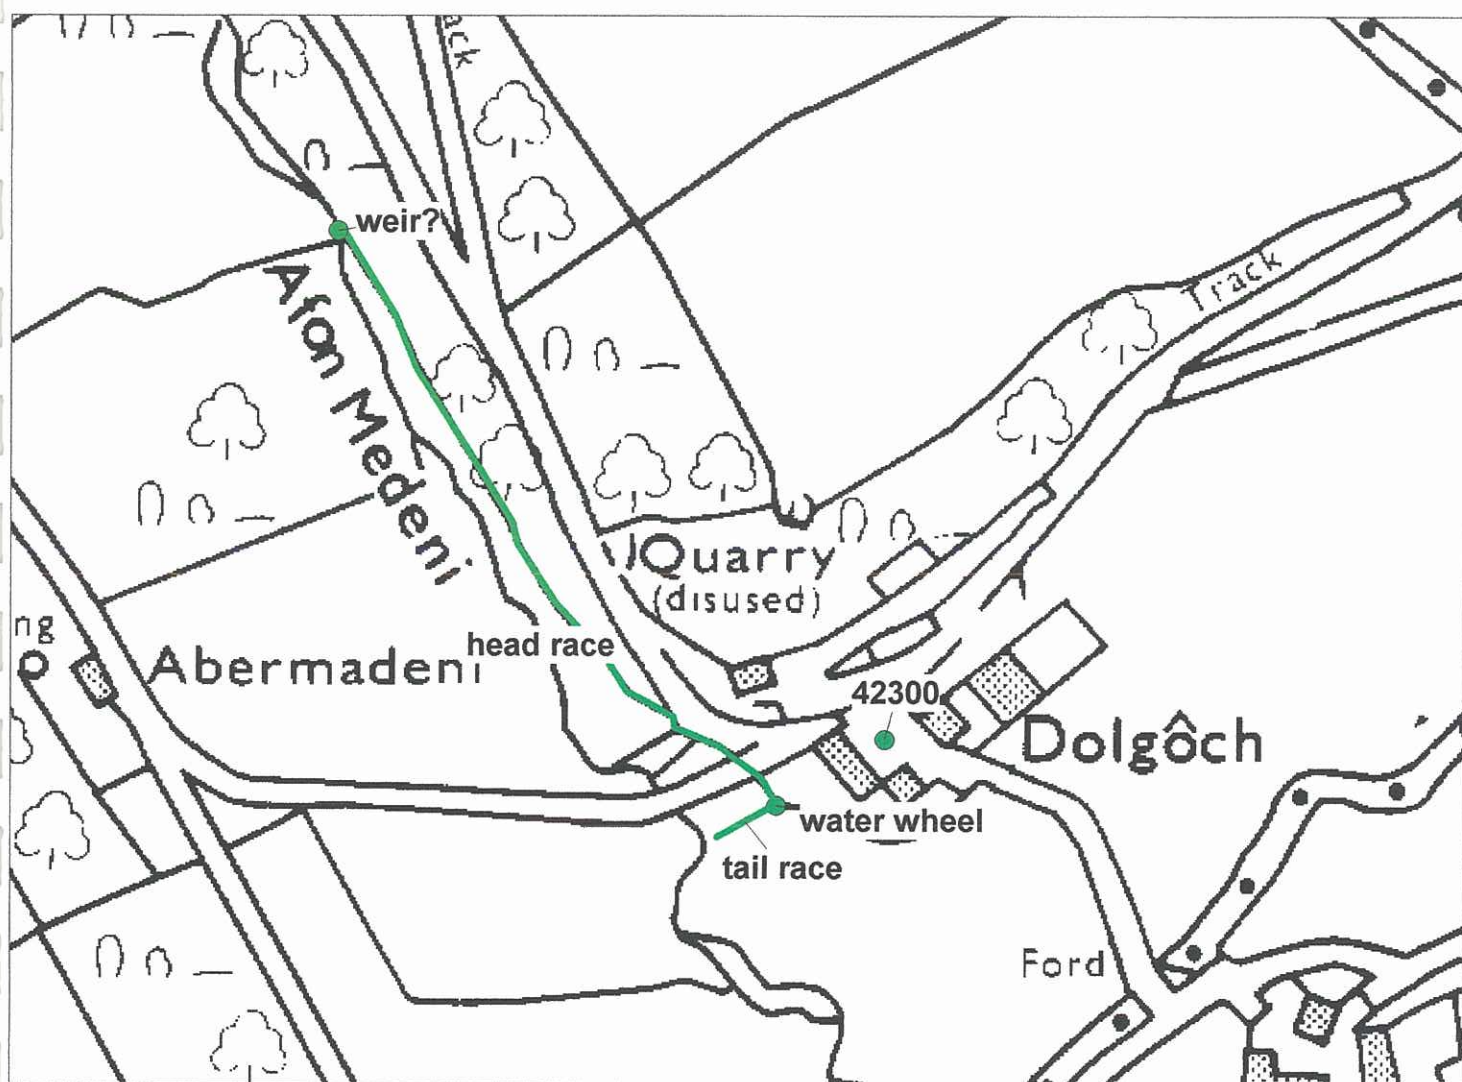 ack
weir?
Afon Medeni
Track
Quarry
(disused)
head race
ng
Abermadeni
42300
Dolgôch
water wheel
tail race
Ford